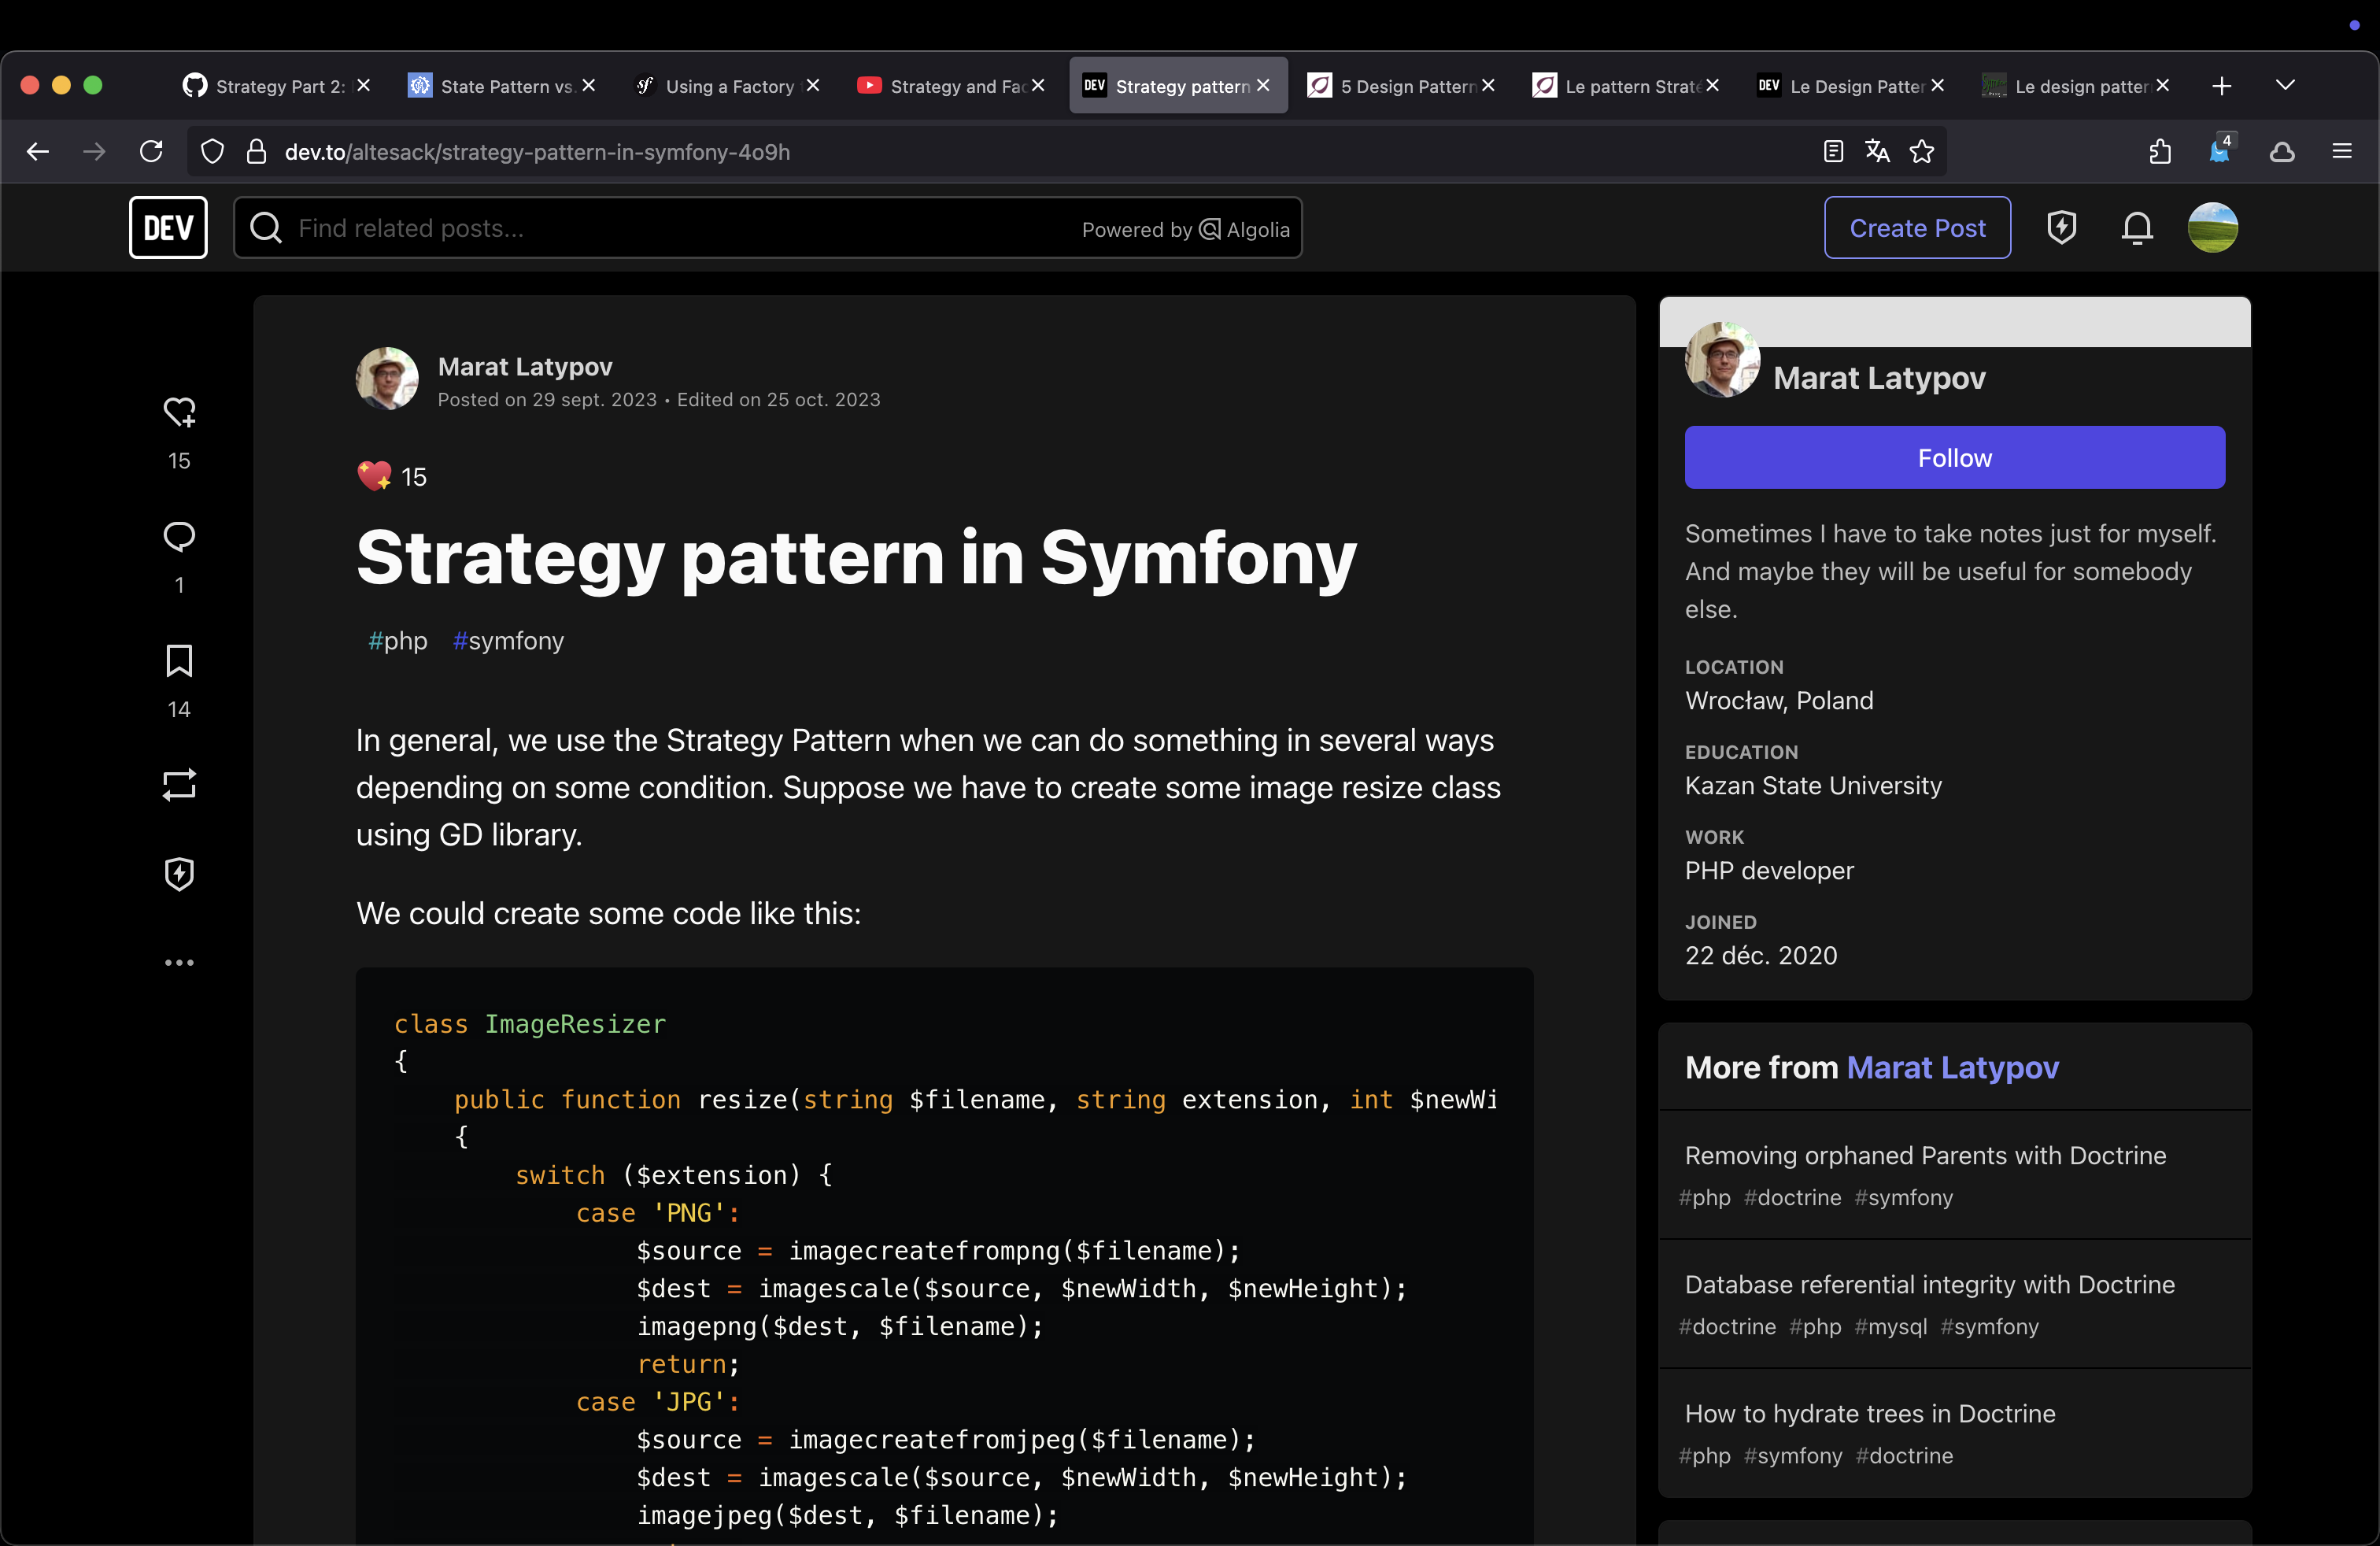 Strategy Part 2:
State Pattern vs.
Using a Factory
Strategy and Fac
Strategy pattern
5 Design Pattern
Le pattern Straté
Le Design Patter
Le design patter
dev.to/altesack/strategy-pattern-in-symfony-4o9h
4
DEV
Find related posts...
Powered by Algolia
Create Post
15
1
14
Marat Latypov
Posted on 29 sept. 2023 • Edited on 25 oct. 2023
15
Strategy pattern in Symfony
#php #symfony
In general, we use the Strategy Pattern when we can do something in several ways
depending on some condition. Suppose we have to create some image resize class
using GD library.
We could create some code like this:
class ImageResizer
{
public function resize(string $filename, string extension, int $newWi
{
switch ($extension) {
case 'PNG':
$source = imagecreatefrompng($filename);
$dest = imagescale($source, $newWidth, $newHeight);
imagepng($dest, $filename);
return;
case 'JPG':
$source = imagecreatefromjpeg($filename);
$dest = imagescale($source, $newWidth, $newHeight);
imagejpeg($dest, $filename);
Marat Latypov
Follow
Sometimes I have to take notes just for myself.
And maybe they will be useful for somebody
else.
LOCATION
Wrocław, Poland
EDUCATION
Kazan State University
WORK
PHP developer
JOINED
22 déc. 2020
More from Marat Latypov
Removing orphaned Parents with Doctrine
#php #doctrine #symfony
Database referential integrity with Doctrine
#doctrine #php #mysql #symfony
How to hydrate trees in Doctrine
#php #symfony #doctrine